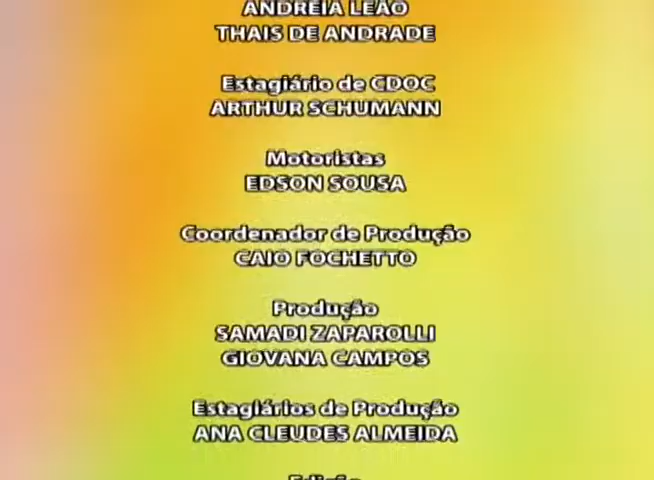 ANDREIA LEÃO
THAIS DE ANDRADE
Estagiário de CDOC
ARTHUR SCHUMANN
Motoristas
EDSON SOUSA
Coordenador de Produção
CAIO FOCHETTO
Produção
SAMADI ZAPAROLLI
GIOVANA CAMPOS
Estagiários de Produção
ANA CLEUDES ALMEIDA
Edição